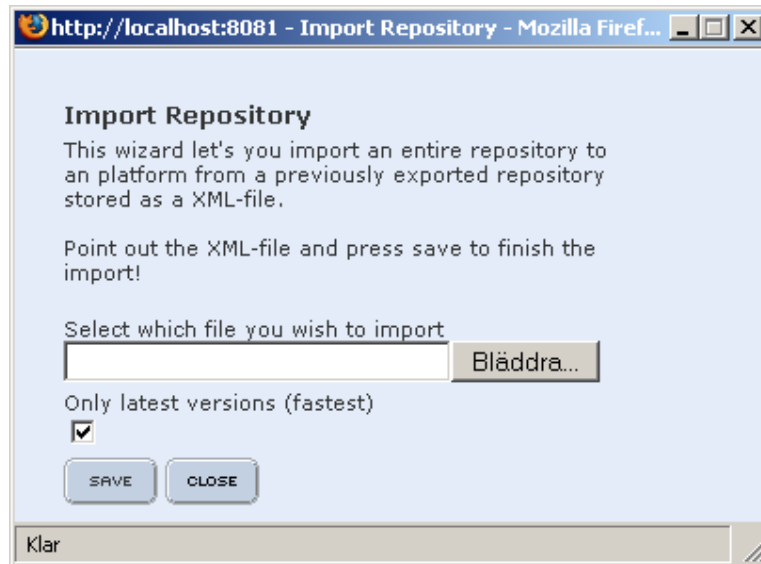 http://localhost:8081 - Import Repository - Mozilla Firef...
Import Repository
This wizard let's you import an entire repository to
an platform from a previously exported repository
stored as a XML-file.
Point out the XML-file and press save to finish the
import!
Select which file you wish to import
Bläddra...
Only latest versions (fastest)
SAVE
CLOSE
Klar